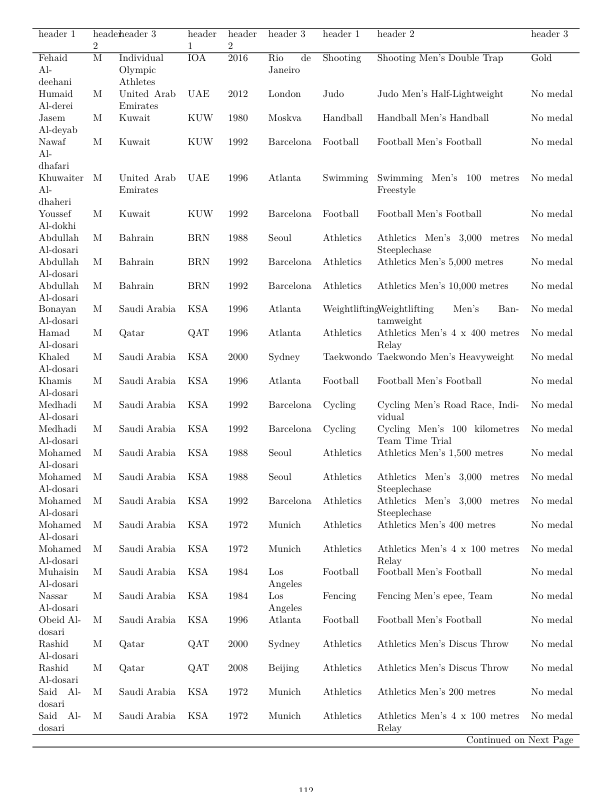 header 1 header 2 header 3 header 1 header 2 header 3 header 1 header 2 header 3
Fehaid Al-deehani M Individual Olympic Athletes IOA 2016 Rio de Janeiro Shooting Shooting Men's Double Trap Gold
Humaid Al-derei M United Arab Emirates UAE 2012 London Judo Judo Men's Half-Lightweight No medal
Jasem Al-deyab M Kuwait KUW 1980 Moskva Handball Handball Men's Handball No medal
Nawaf Al-dhafari M Kuwait KUW 1992 Barcelona Football Football Men's Football No medal
Khuwaiter Al-dhaheri M United Arab Emirates UAE 1996 Atlanta Swimming Swimming Men's 100 metres Freestyle No medal
Youssef Al-dokhi M Kuwait KUW 1992 Barcelona Football Football Men's Football No medal
Abdullah Al-dosari M Bahrain BRN 1988 Seoul Athletics Athletics Men's 3,000 metres Steeplechase No medal
Abdullah Al-dosari M Bahrain BRN 1992 Barcelona Athletics Athletics Men's 5,000 metres No medal
Abdullah Al-dosari M Bahrain BRN 1992 Barcelona Athletics Athletics Men's 10,000 metres No medal
Bonayan Al-dosari M Saudi Arabia KSA 1996 Atlanta Weightlifting Weightlifting Men's Bantamweight No medal
Hamad Al-dosari M Qatar QAT 1996 Atlanta Athletics Athletics Men's 4 x 400 metres Relay No medal
Khaled Al-dosari M Saudi Arabia KSA 2000 Sydney Taekwondo Taekwondo Men's Heavyweight No medal
Khamis Al-dosari M Saudi Arabia KSA 1996 Atlanta Football Football Men's Football No medal
Medhadi Al-dosari M Saudi Arabia KSA 1992 Barcelona Cycling Cycling Men's Road Race, Individual No medal
Medhadi Al-dosari M Saudi Arabia KSA 1992 Barcelona Cycling Cycling Men's 100 kilometres Team Time Trial No medal
Mohamed Al-dosari M Saudi Arabia KSA 1988 Seoul Athletics Athletics Men's 1,500 metres No medal
Mohamed Al-dosari M Saudi Arabia KSA 1988 Seoul Athletics Athletics Men's 3,000 metres Steeplechase No medal
Mohamed Al-dosari M Saudi Arabia KSA 1992 Barcelona Athletics Athletics Men's 3,000 metres Steeplechase No medal
Mohamed Al-dosari M Saudi Arabia KSA 1972 Munich Athletics Athletics Men's 400 metres No medal
Mohamed Al-dosari M Saudi Arabia KSA 1972 Munich Athletics Athletics Men's 4 x 100 metres Relay No medal
Muhaisin Al-dosari M Saudi Arabia KSA 1984 Los Angeles Football Football Men's Football No medal
Nassar Al-dosari M Saudi Arabia KSA 1984 Los Angeles Fencing Fencing Men's epee, Team No medal
Obeid Al-dosari M Saudi Arabia KSA 1996 Atlanta Football Football Men's Football No medal
Rashid Al-dosari M Qatar QAT 2000 Sydney Athletics Athletics Men's Discus Throw No medal
Rashid Al-dosari M Qatar QAT 2008 Beijing Athletics Athletics Men's Discus Throw No medal
Said Al-dosari M Saudi Arabia KSA 1972 Munich Athletics Athletics Men's 200 metres No medal
Said Al-dosari M Saudi Arabia KSA 1972 Munich Athletics Athletics Men's 4 x 100 metres Relay No medal
Continued on Next Page
112